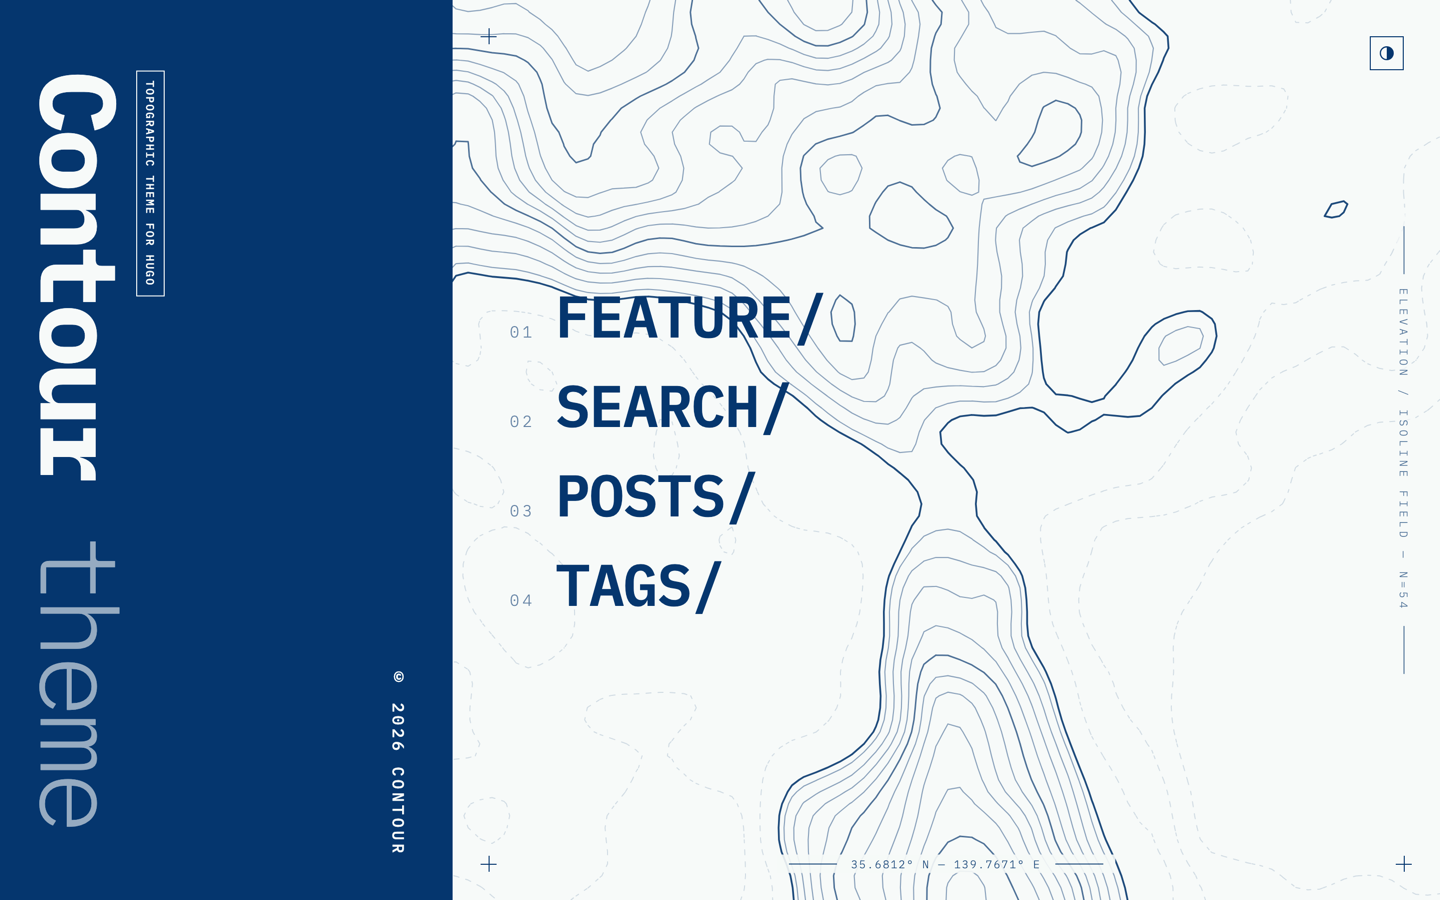 Contour theme
TOPOGRAPHIC THEME FOR HUGO
© 2026 CONTOUR
01 FEATURE/
02 SEARCH/
03 POSTS/
04 TAGS/
ELEVATION / ISOLINE FIELD — N=54
35.6812° N — 139.7671° E